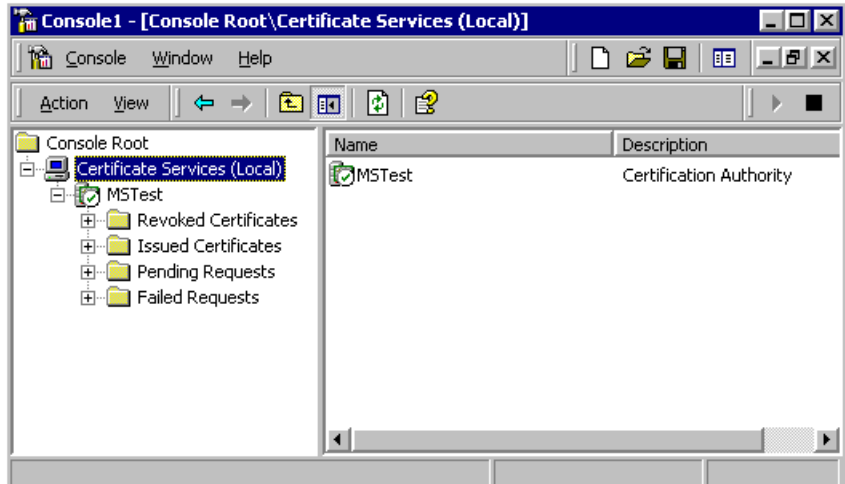 Console1 - [Console Root\Certificate Services (Local)]
Console Window Help
Action View
Console Root
Certificate Services (Local)
MSTest
Revoked Certificates
Issued Certificates
Pending Requests
Failed Requests
Name Description
MSTest Certification Authority